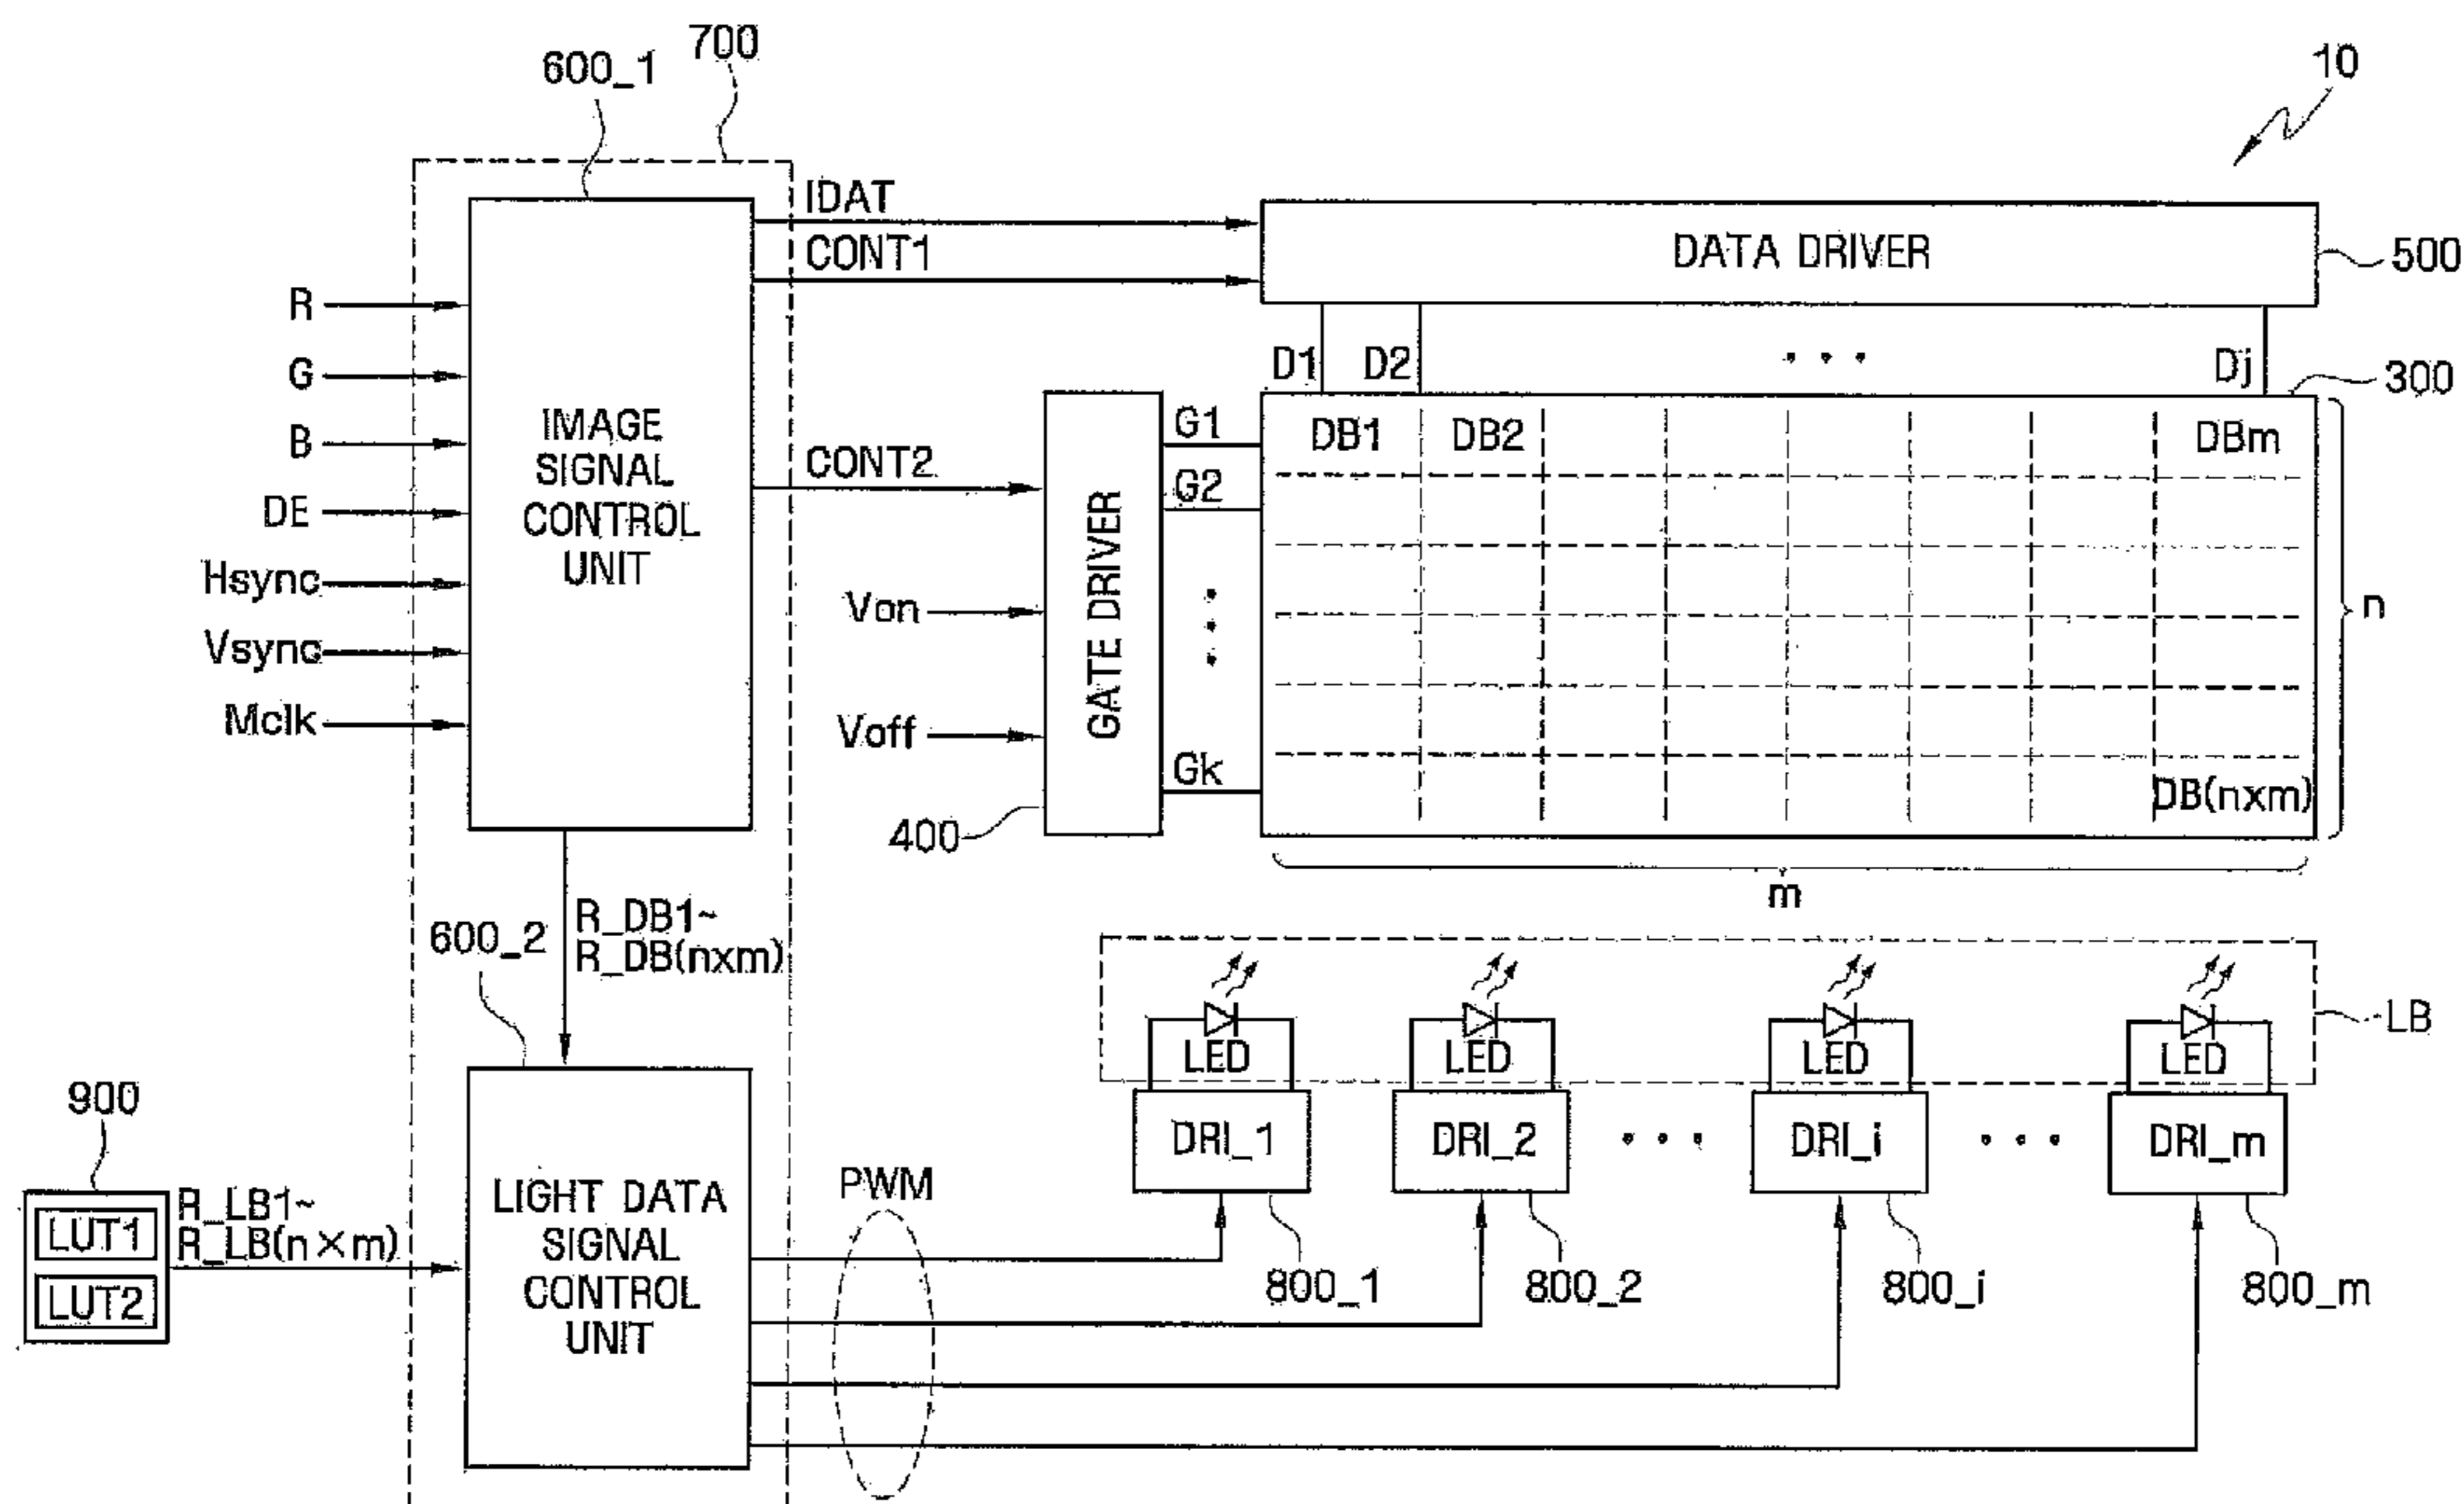 700
600_1
10
IDAT
CONT1
DATA DRIVER
500
R
G
B
DE
Hsync
Vsync
Mclk
IMAGE
SIGNAL
CONTROL
UNIT
D1
D2
. . .
Dj
300
CONT2
Von
Voff
GATE DRIVER
400
G1
G2
Gk
DB1
DB2
DBm
DB(n×m)
n
m
R_DB1~
R_DB(n×m)
600_2
LED
LED
LED
LED
LB
900
LUT1
LUT2
R_LB1~
R_LB(n×m)
LIGHT DATA
SIGNAL
CONTROL
UNIT
PWM
DRI_1
DRI_2
. . .
DRI_i
. . .
DRI_m
800_1
800_2
800_i
800_m